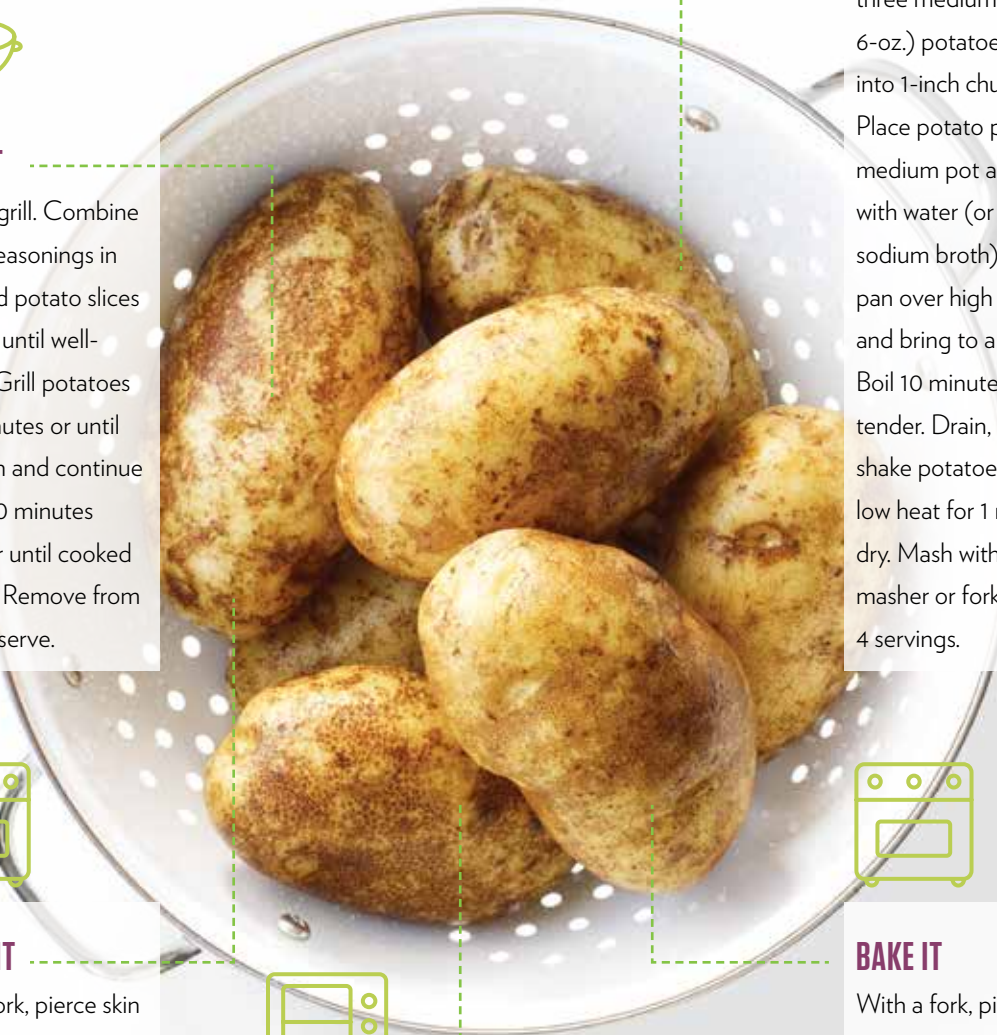 grill. Combine
easonings in
d potato slices
until well-
Grill potatoes
nutes or until
n and continue
0 minutes
r until cooked
Remove from
serve.
IT
ork, pierce skin
three medium
6-oz.) potatoe
into 1-inch chu
Place potato p
medium pot a
with water (or
sodium broth)
pan over high
and bring to a
Boil 10 minute
tender. Drain,
shake potatoe
low heat for 1 m
dry. Mash with
masher or fork
4 servings.
BAKE IT
With a fork, pi